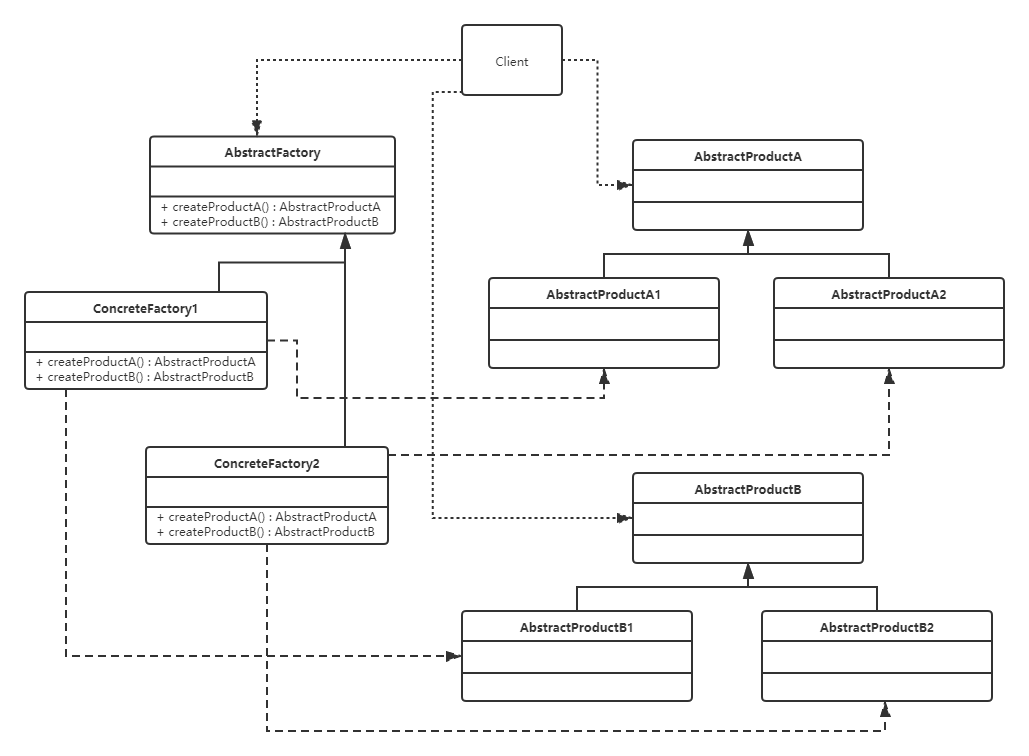 Client
AbstractFactory
+ createProductA() : AbstractProductA
+ createProductB() : AbstractProductB
AbstractProductA
ConcreteFactory1
+ createProductA() : AbstractProductA
+ createProductB() : AbstractProductB
AbstractProductA1
AbstractProductA2
ConcreteFactory2
+ createProductA() : AbstractProductA
+ createProductB() : AbstractProductB
AbstractProductB
AbstractProductB1
AbstractProductB2